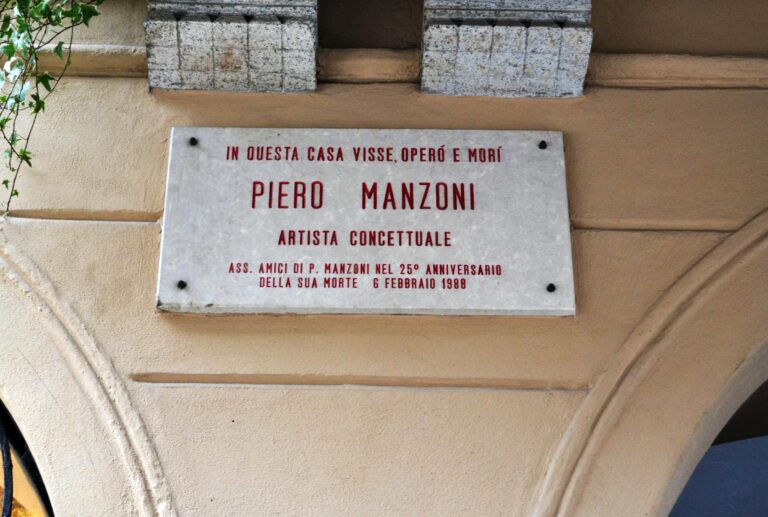 IN QUESTA CASA VISSE, OPERÓ E MORÍ
PIERO MANZONI
ARTISTA CONCETTUALE
ASS. AMICI DI P. MANZONI NEL 25° ANNIVERSARIO
DELLA SUA MORTE 6 FEBBRAIO 1988